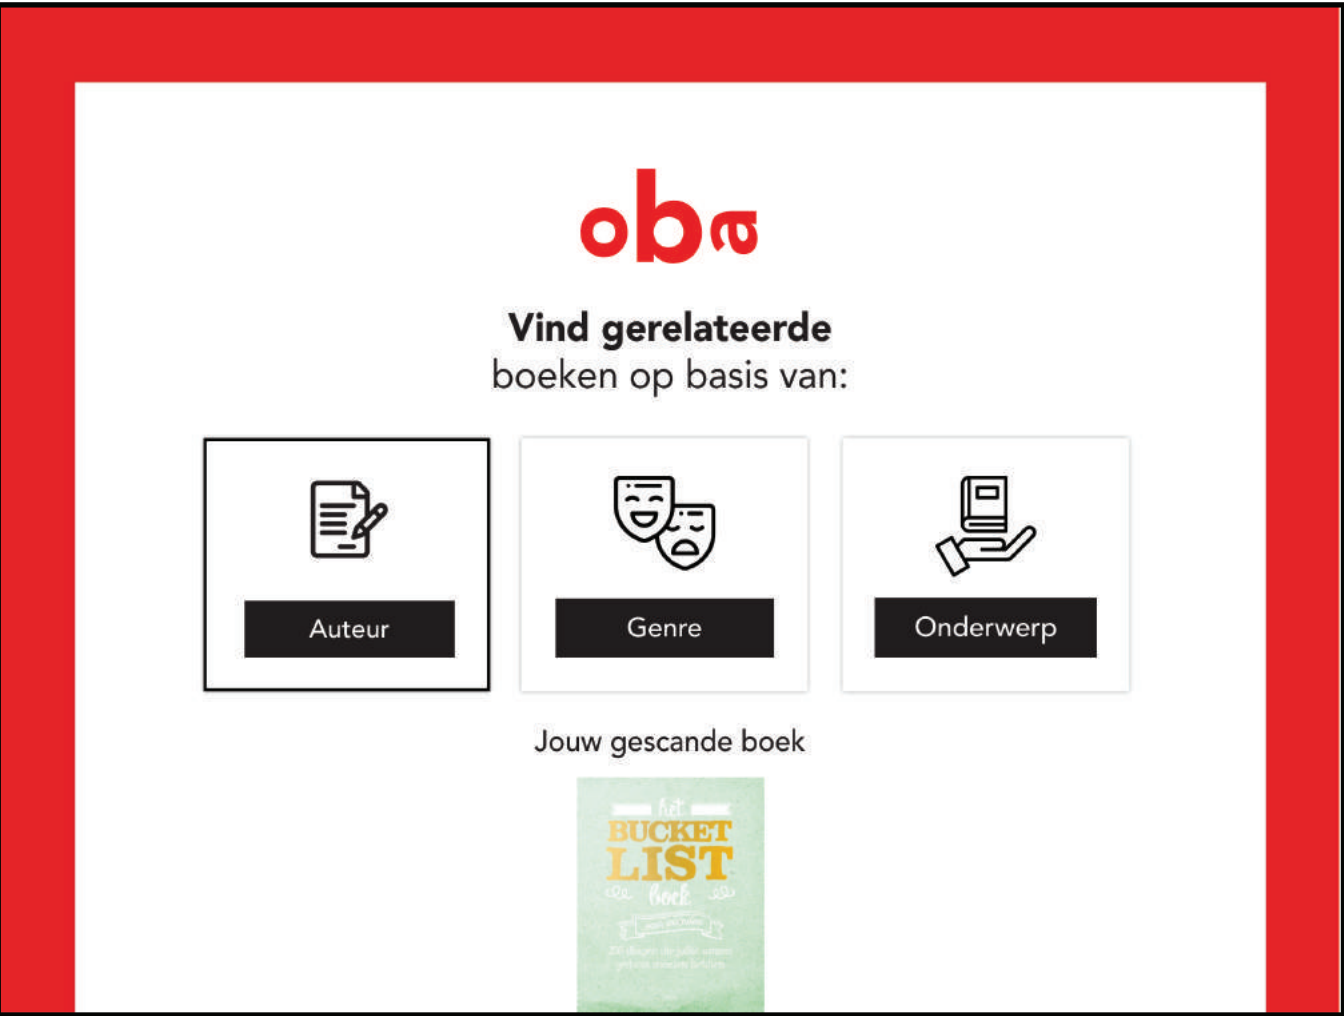 oba
Vind gerelateerde
boeken op basis van:
Auteur
Genre
Onderwerp
Jouw gescande boek
het
BUCKET
LIST
boek